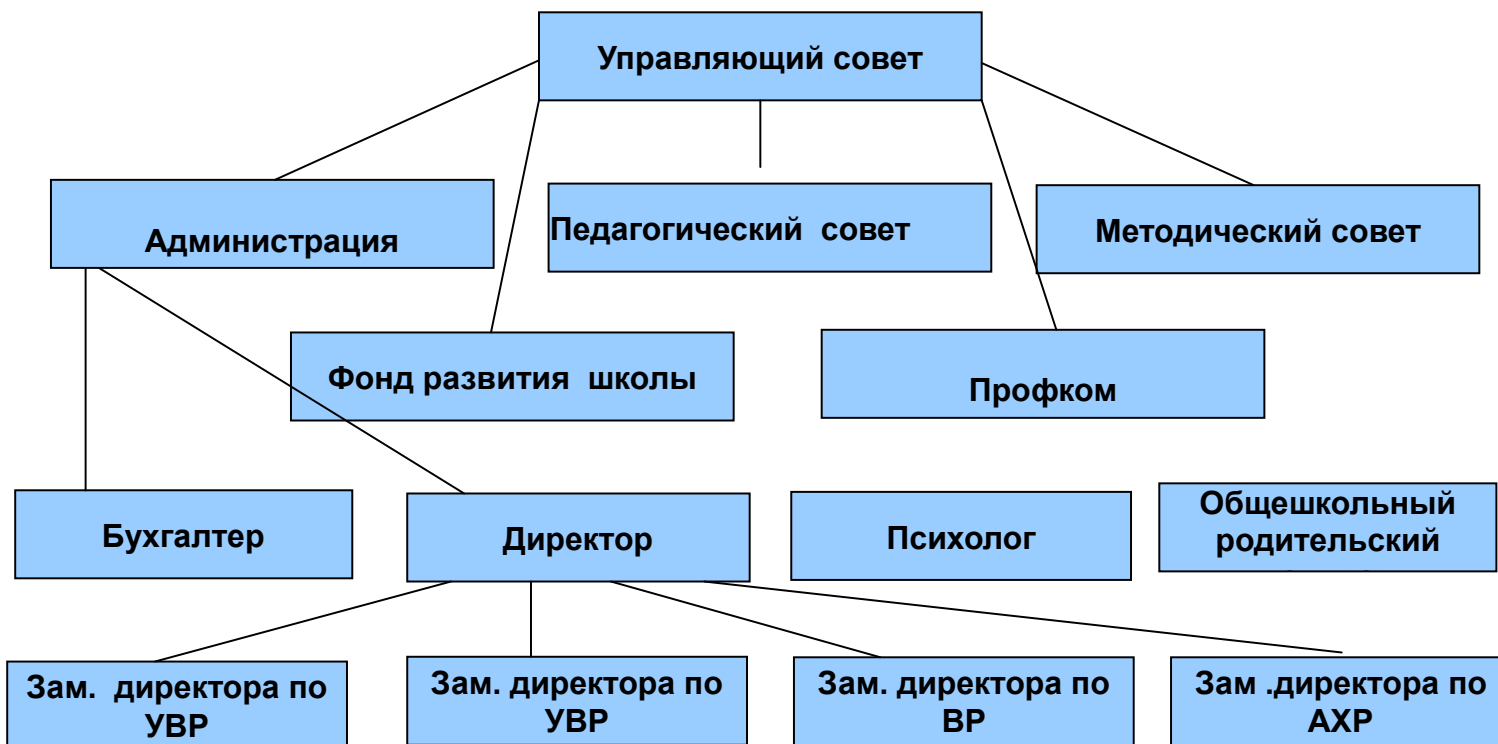 Управляющий совет
Администрация
Педагогический совет
Методический совет
Фонд развития школы
Профком
Бухгалтер
Директор
Психолог
Общешкольный
родительский
Зам. директора по
УВР
Зам. директора по
УВР
Зам. директора по
ВР
Зам .директора по
АХР